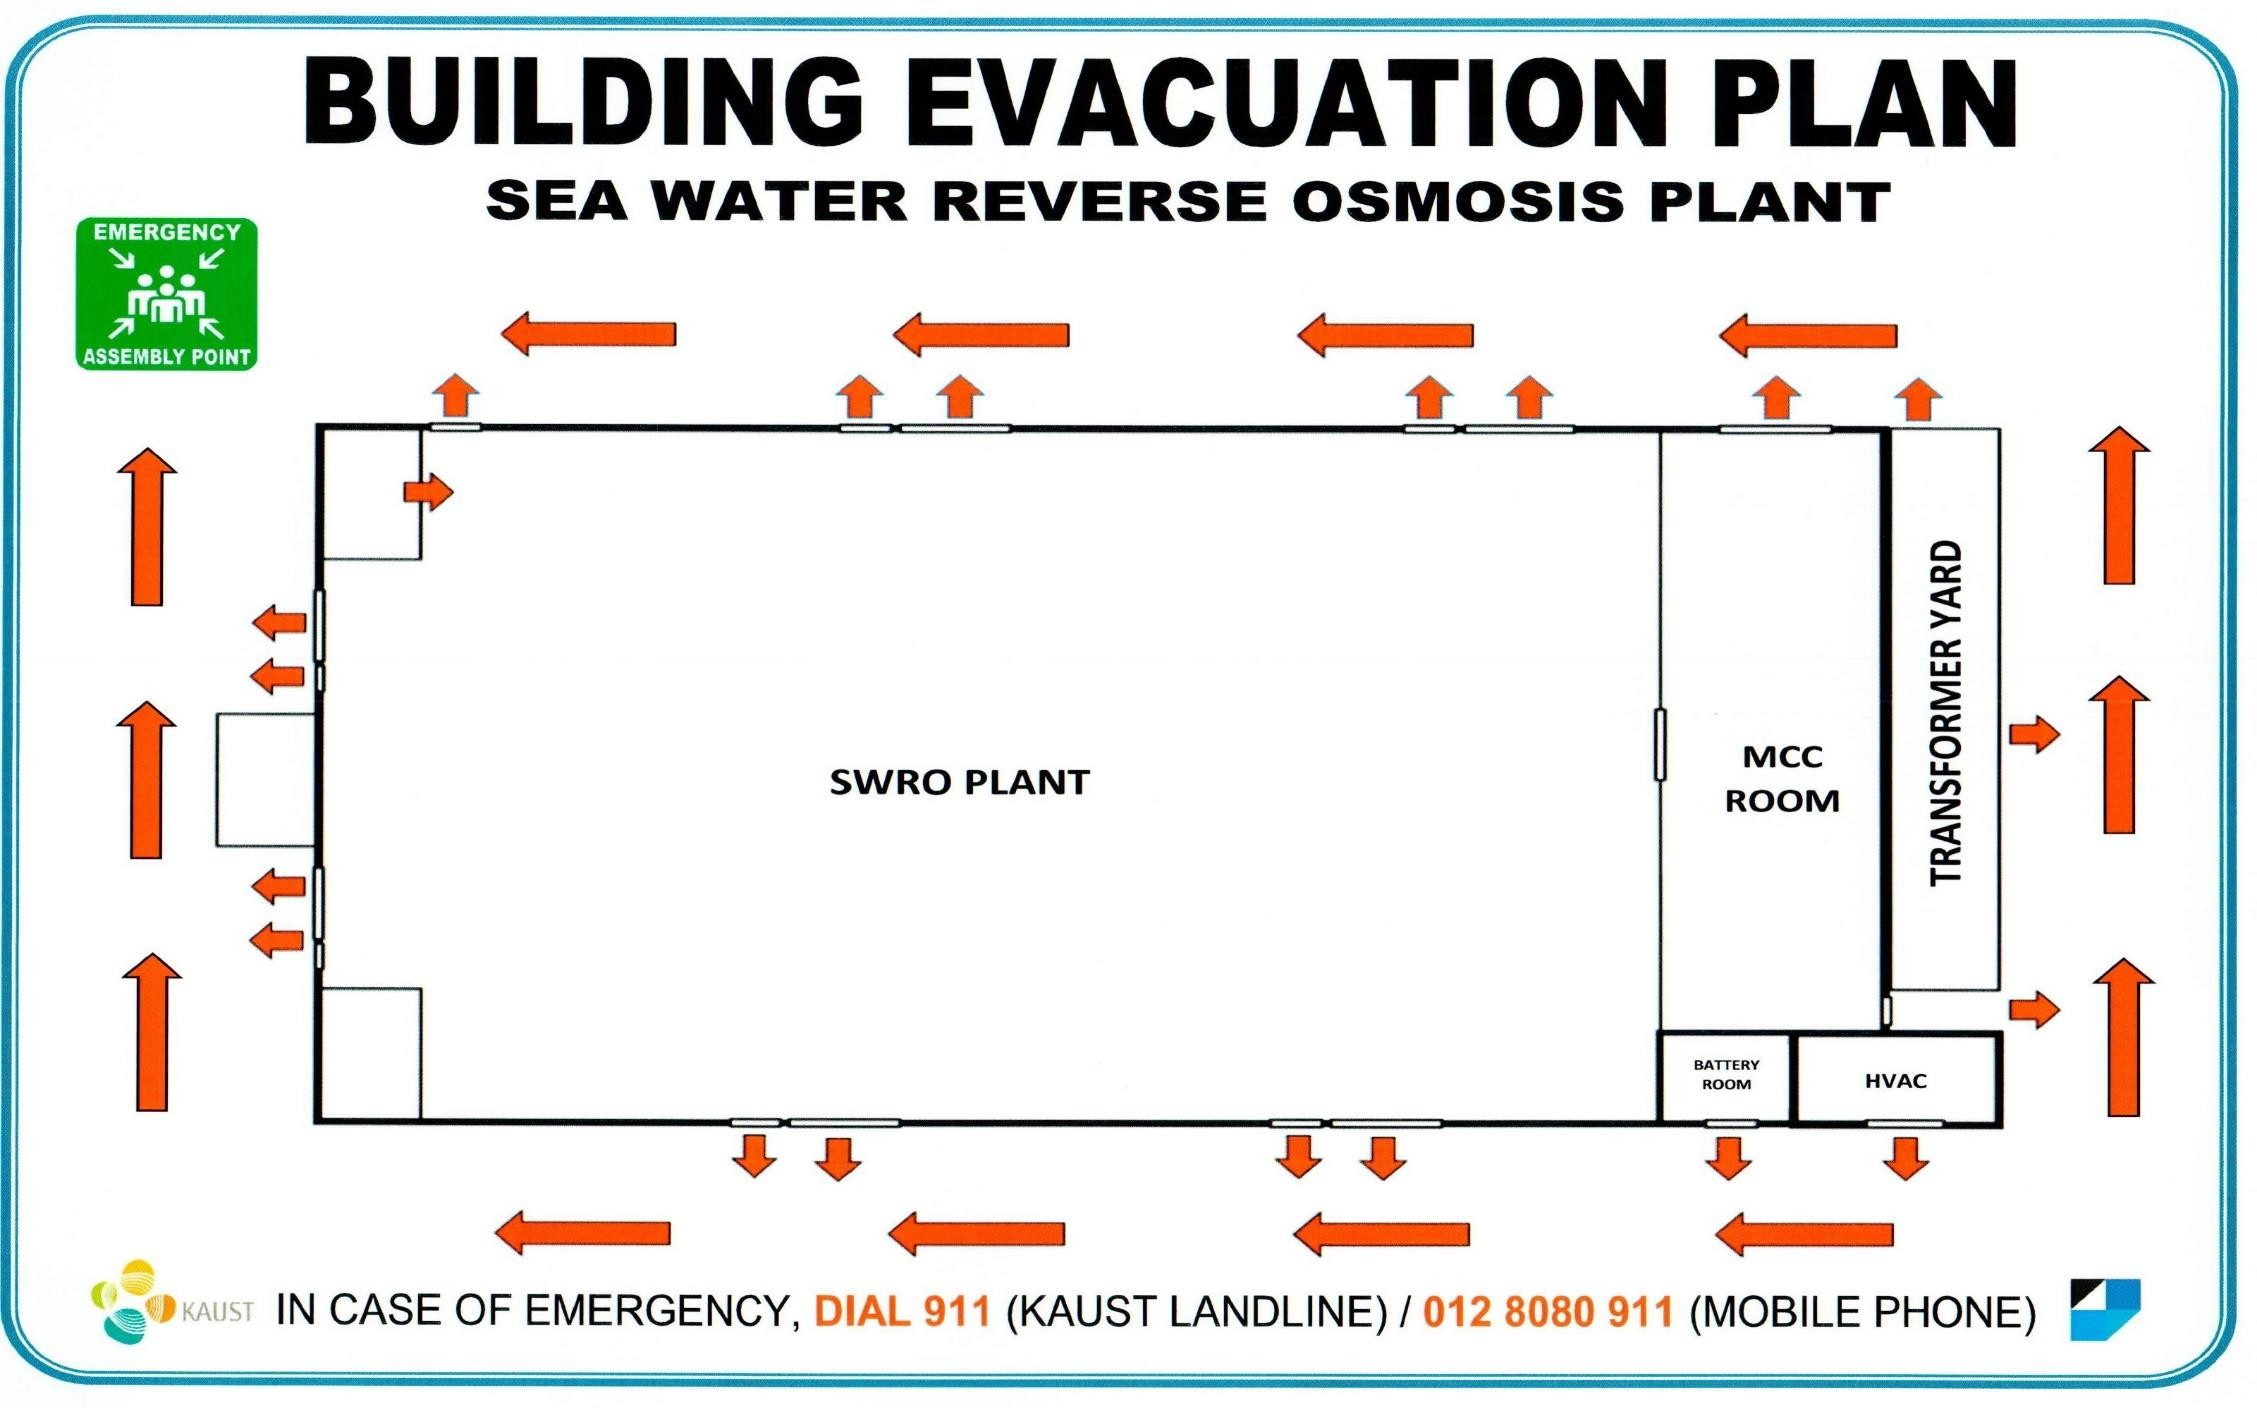 BUILDING EVACUATION PLAN
SEA WATER REVERSE OSMOSIS PLANT
EMERGENCY
ASSEMBLY POINT
SWRO PLANT
MCC
ROOM
TRANSFORMER YARD
BATTERY
ROOM
HVAC
KAUST
IN CASE OF EMERGENCY, DIAL 911 (KAUST LANDLINE) / 012 8080 911 (MOBILE PHONE)